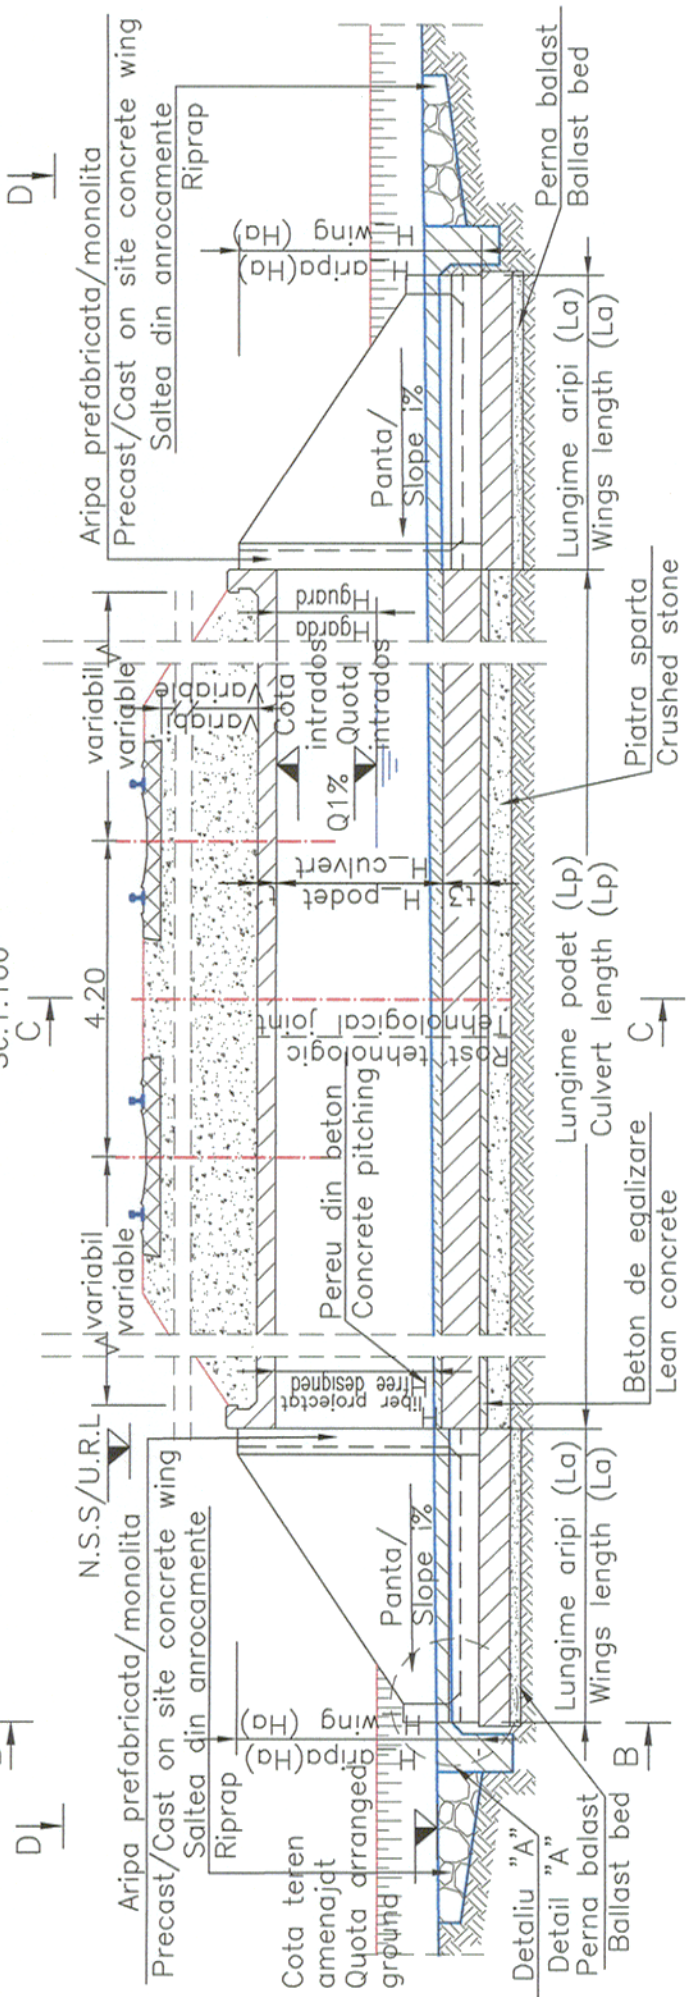 Sc.1:100
D
D
C
C
B
N.S.S/U.R.L
Aripa prefabricata/monolita
Precast/Cast on site concrete wing
Saltea din anrocamente
Riprap
Cota teren
amenajat
Quota arranged
ground
H aripa(Ha)
H wing (Ha)
Panta/
Slope i%
Detaliu "A"
Detail "A"
Perna balast
Ballast bed
Lungime aripi (La)
Wings length (La)
variabil
variable
4.20
variabil
variable
H liber proiectat
H free designed
Pereu din beton
Concrete pitching
Rost tehnologic
Tehnological joint
H_podet
H_culvert
t3
Variabil
Variable
Cota
intrados
Quota
intrados
Q1%
Hgarda
Hguard
Beton de egalizare
Lean concrete
Lungime podet (Lp)
Culvert length (Lp)
Piatra sparta
Crushed stone
Aripa prefabricata/monolita
Precast/Cast on site concrete wing
Saltea din anrocamente
Riprap
H aripa(Ha)
H wing (Ha)
Panta/
Slope i%
Lungime aripi (La)
Wings length (La)
Perna balast
Ballast bed